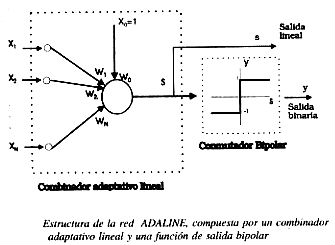 X₀=1
s
Salida
lineal
X₁
W₁
W₀
y
X₂
W₂
S
s
y
-1
Salida
binaria
W_N
X_N
Conmutador Bipolar
Combinador adaptativo lineal
Estructura de la red ADALINE, compuesta por un combinador
adaptativo lineal y una función de salida bipolar